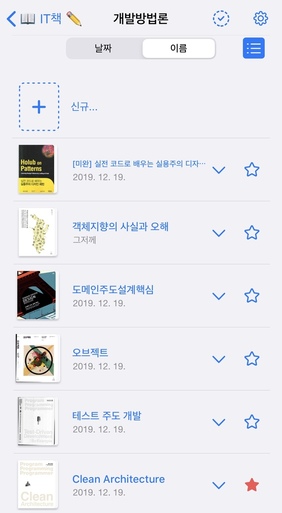 📖 IT책 ✏️
개발방법론
날짜
이름
신규...
[미완] 실전 코드로 배우는 실용주의 디자···
2019. 12. 19.
Holub on
Patterns
객체지향의 사실과 오해
그저께
도메인주도설계핵심
2019. 12. 19.
오브젝트
2019. 12. 19.
테스트 주도 개발
2019. 12. 19.
Clean Architecture
2019. 12. 19.
Clean
Architecture